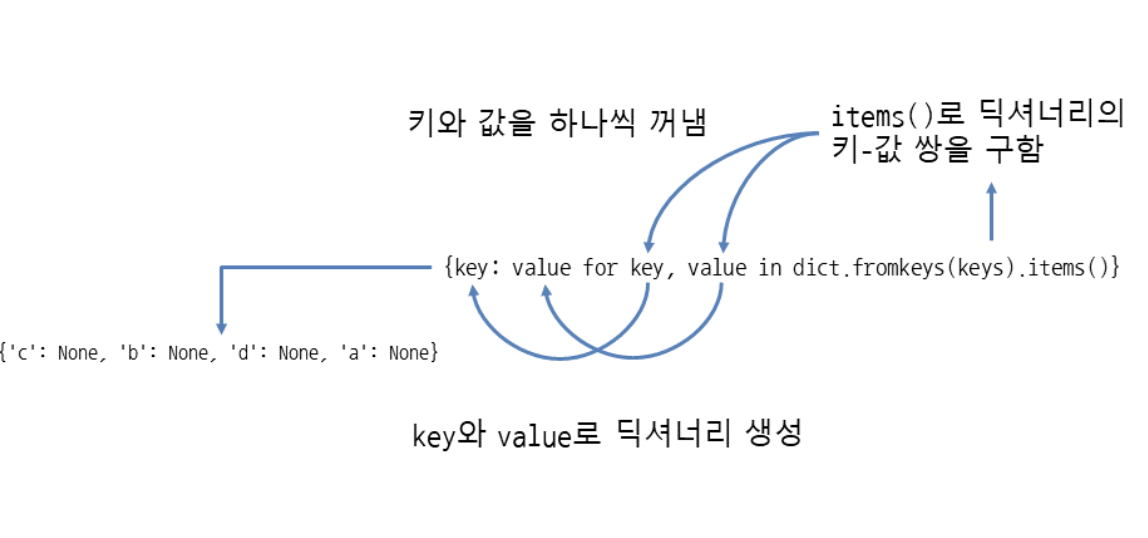 키와 값을 하나씩 꺼냄
items()로 딕셔너리의
키-값 쌍을 구함
{key: value for key, value in dict.fromkeys(keys).items()}
{'c': None, 'b': None, 'd': None, 'a': None}
key와 value로 딕셔너리 생성